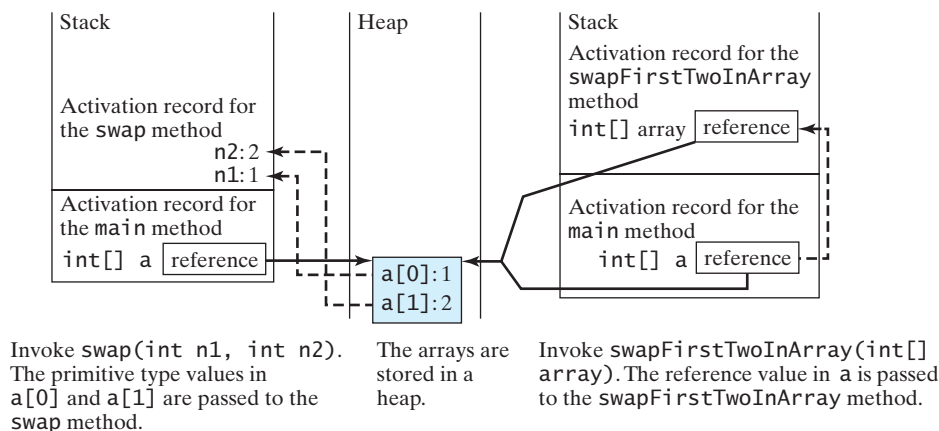 Stack
Activation record for
the swap method
n2: 2
n1: 1
Activation record for
the main method
int[] a reference
Heap
a[0]: 1
a[1]: 2
Stack
Activation record for the
swapFirstTwoInArray
method
int[] array reference
Activation record for the
main method
int[] a reference
Invoke swap(int n1, int n2).
The primitive type values in
a[0] and a[1] are passed to the
swap method.
The arrays are
stored in a
heap.
Invoke swapFirstTwoInArray(int[]
array). The reference value in a is passed
to the swapFirstTwoInArray method.